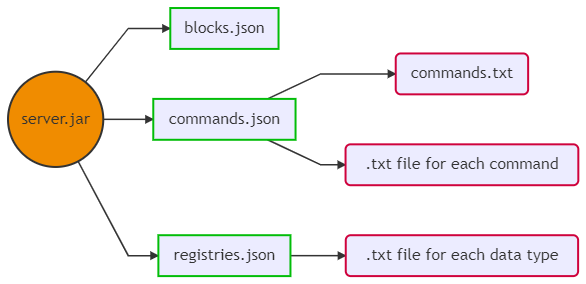 server.jar
blocks.json
commands.json
commands.txt
.txt file for each command
registries.json
.txt file for each data type